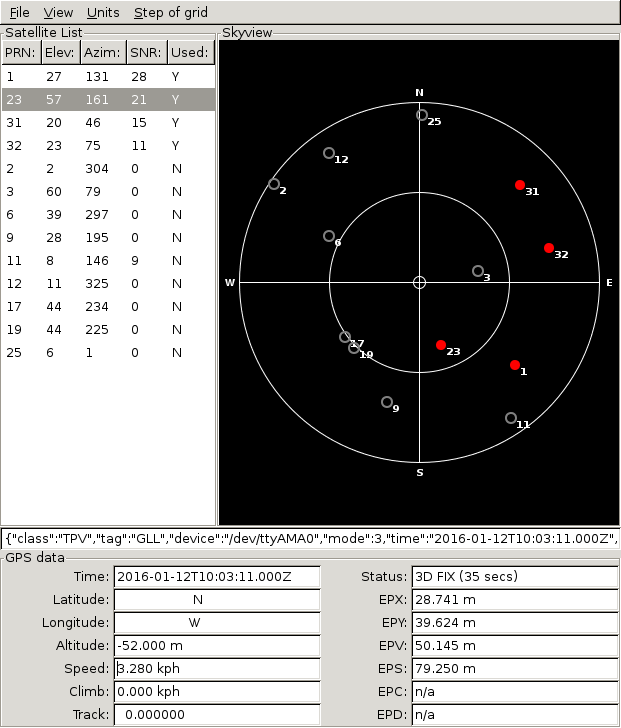 File View Units Step of grid
Satellite List
PRN: Elev: Azim: SNR: Used:
1 27 131 28 Y
23 57 161 21 Y
31 20 46 15 Y
32 23 75 11 Y
2 2 304 0 N
3 60 79 0 N
6 39 297 0 N
9 28 195 0 N
11 8 146 9 N
12 11 325 0 N
17 44 234 0 N
19 44 225 0 N
25 6 1 0 N
Skyview
N
25
12
2
31
6
32
3
W
E
17
19
23
1
9
11
S
{"class":"TPV","tag":"GLL","device":"/dev/ttyAMA0","mode":3,"time":"2016-01-12T10:03:11.000Z",
GPS data
Time: 2016-01-12T10:03:11.000Z
Latitude: N
Longitude: W
Altitude: -52.000 m
Speed: 3.280 kph
Climb: 0.000 kph
Track: 0.000000
Status: 3D FIX (35 secs)
EPX: 28.741 m
EPY: 39.624 m
EPV: 50.145 m
EPS: 79.250 m
EPC: n/a
EPD: n/a